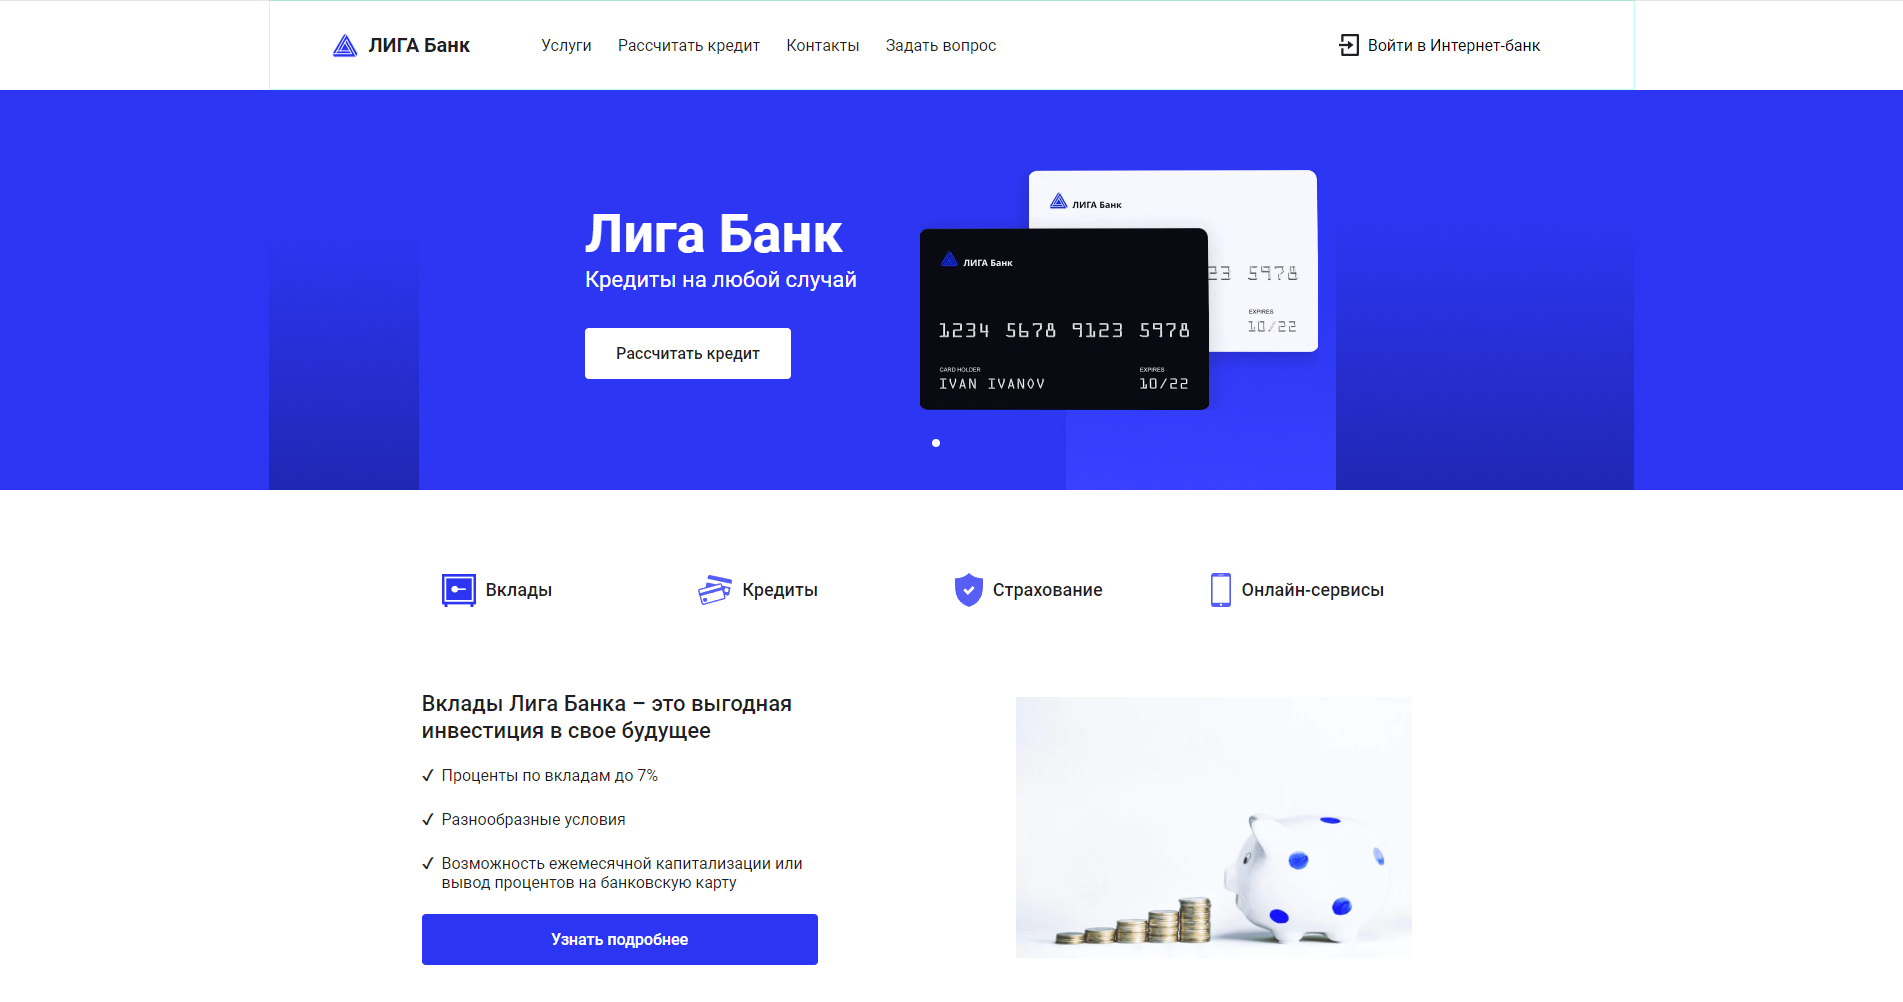 ЛИГА Банк
Услуги
Рассчитать кредит
Контакты
Задать вопрос
Войти в Интернет-банк
Лига Банк
Кредиты на любой случай
Рассчитать кредит
ЛИГА Банк
23 5978
EXPIRES
10/22
ЛИГА Банк
1234 5678 9123 5978
CARD HOLDER
IVAN IVANOV
EXPIRES
10/22
Вклады
Кредиты
Страхование
Онлайн-сервисы
Вклады Лига Банка – это выгодная
инвестиция в свое будущее
Проценты по вкладам до 7%
Разнообразные условия
Возможность ежемесячной капитализации или
вывод процентов на банковскую карту
Узнать подробнее